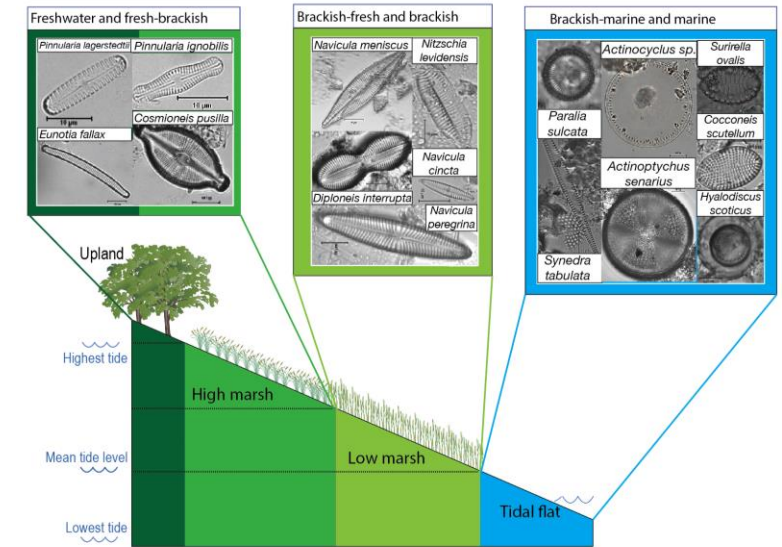 Freshwater and fresh-brackish
Pinnularia lagerstedtii
Pinnularia ignobilis
10 µm
10 µm
Eunotia fallax
Cosmioneis pusilla
Brackish-fresh and brackish
Navicula meniscus
Nitzschia
levidensis
Navicula
cincta
Diploneis interrupta
Navicula
peregrina
Brackish-marine and marine
Actinocyclus sp.
Surirella
ovalis
Paralia
sulcata
Cocconeis
scutellum
Actinoptychus
senarius
Hyalodiscus
scoticus
Synedra
tabulata
Upland
Highest tide
High marsh
Mean tide level
Low marsh
Tidal flat
Lowest tide